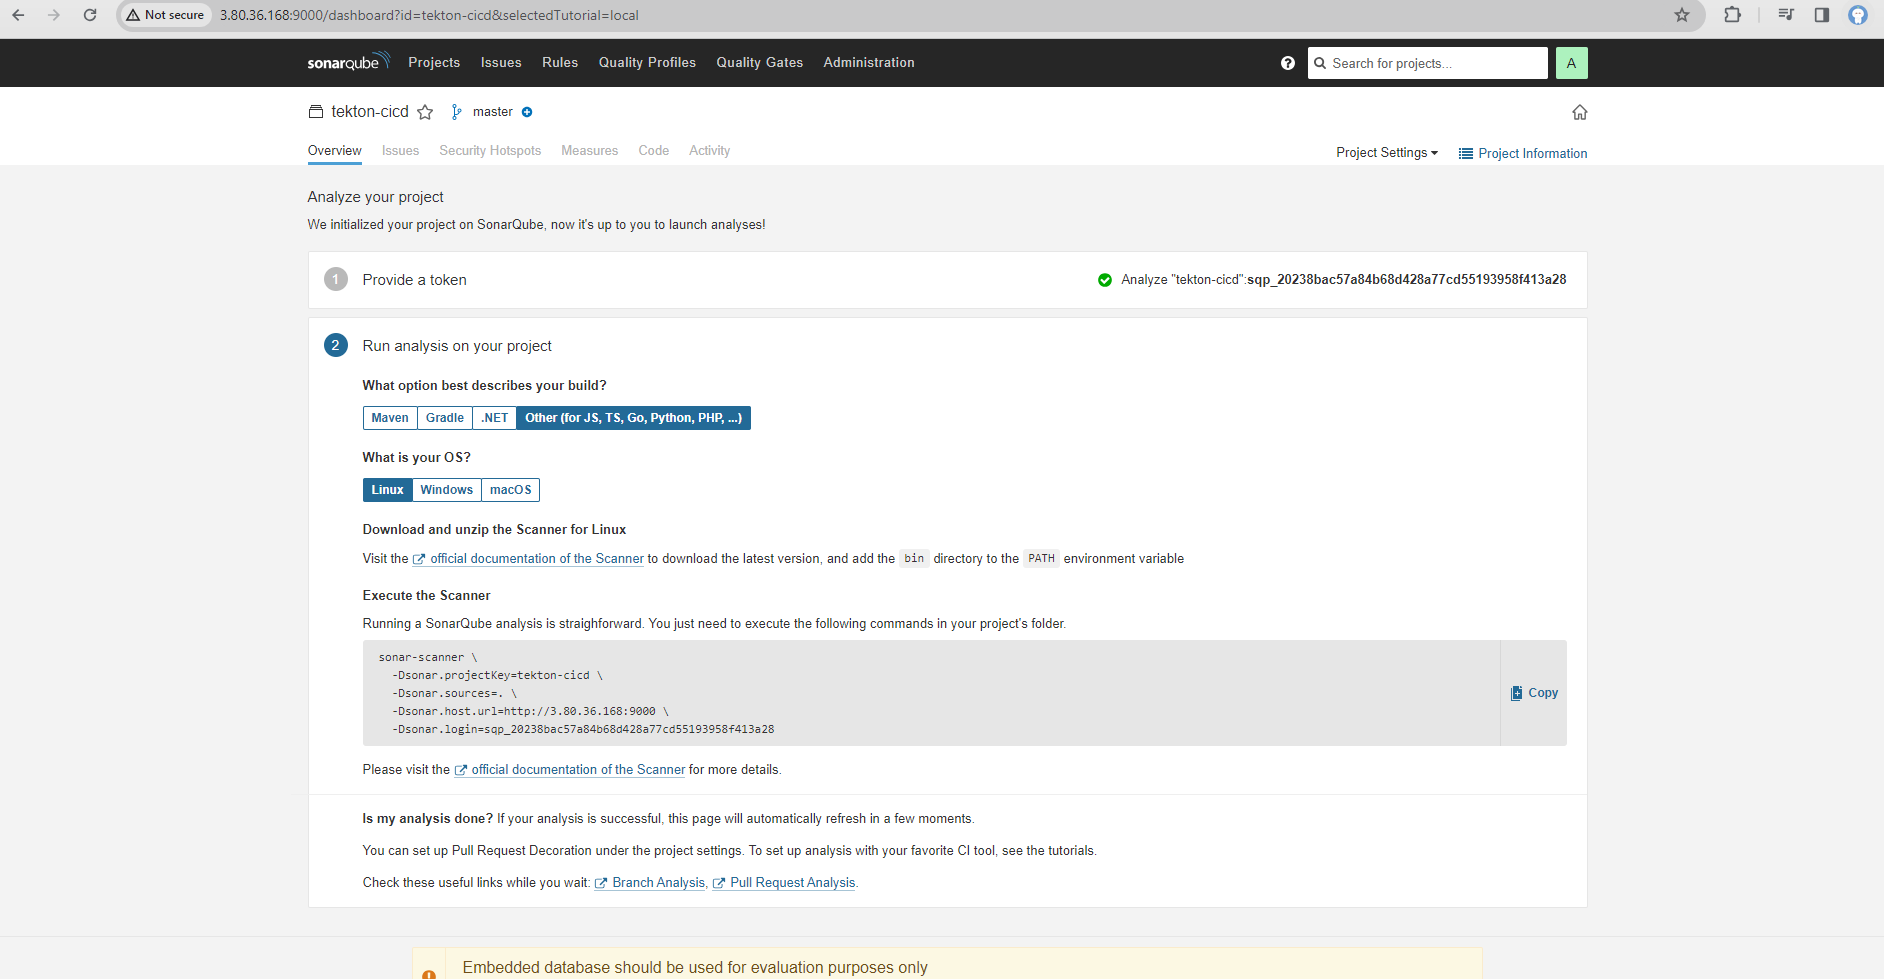 Not secure 3.80.36.168:9000/dashboard?id=tekton-cicd&selectedTutorial=local
sonarqube Projects Issues Rules Quality Profiles Quality Gates Administration ? Search for projects... A
tekton-cicd master
Overview Issues Security Hotspots Measures Code Activity Project Settings Project Information
Analyze your project
We initialized your project on SonarQube, now it's up to you to launch analyses!
1 Provide a token Analyze "tekton-cicd":sqp_20238bac57a84b68d428a77cd55193958f413a28
2 Run analysis on your project
What option best describes your build?
Maven Gradle .NET Other (for JS, TS, Go, Python, PHP, ...)
What is your OS?
Linux Windows macOS
Download and unzip the Scanner for Linux
Visit the official documentation of the Scanner to download the latest version, and add the bin directory to the PATH environment variable
Execute the Scanner
Running a SonarQube analysis is straighforward. You just need to execute the following commands in your project's folder.
sonar-scanner \
-Dsonar.projectKey=tekton-cicd \
-Dsonar.sources=. \
-Dsonar.host.url=http://3.80.36.168:9000 \
-Dsonar.login=sqp_20238bac57a84b68d428a77cd55193958f413a28
Copy
Please visit the official documentation of the Scanner for more details.
Is my analysis done? If your analysis is successful, this page will automatically refresh in a few moments.
You can set up Pull Request Decoration under the project settings. To set up analysis with your favorite CI tool, see the tutorials.
Check these useful links while you wait: Branch Analysis, Pull Request Analysis.
Embedded database should be used for evaluation purposes only